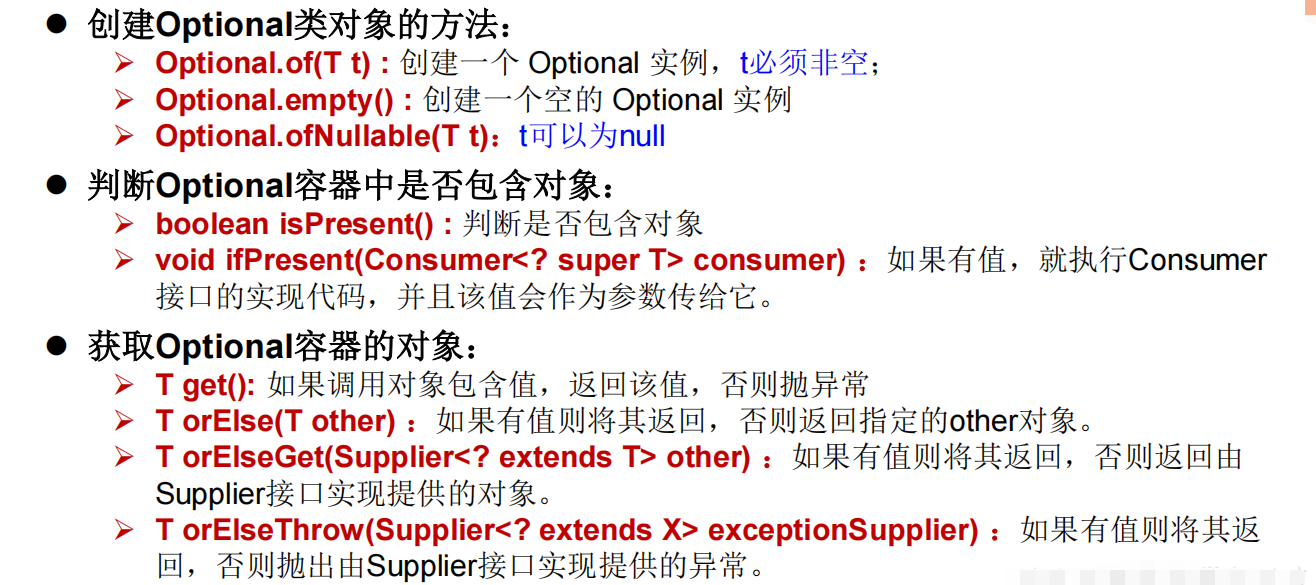 ● 创建Optional类对象的方法：
➢ Optional.of(T t) : 创建一个 Optional 实例，t必须非空；
➢ Optional.empty() : 创建一个空的 Optional 实例
➢ Optional.ofNullable(T t)：t可以为null
● 判断Optional容器中是否包含对象：
➢ boolean isPresent() : 判断是否包含对象
➢ void ifPresent(Consumer<? super T> consumer) ：如果有值，就执行Consumer
接口的实现代码，并且该值会作为参数传给它。
● 获取Optional容器的对象：
➢ T get(): 如果调用对象包含值，返回该值，否则抛异常
➢ T orElse(T other) ：如果有值则将其返回，否则返回指定的other对象。
➢ T orElseGet(Supplier<? extends T> other) ：如果有值则将其返回，否则返回由
Supplier接口实现提供的对象。
➢ T orElseThrow(Supplier<? extends X> exceptionSupplier) ：如果有值则将其返
回，否则抛出由Supplier接口实现提供的异常。